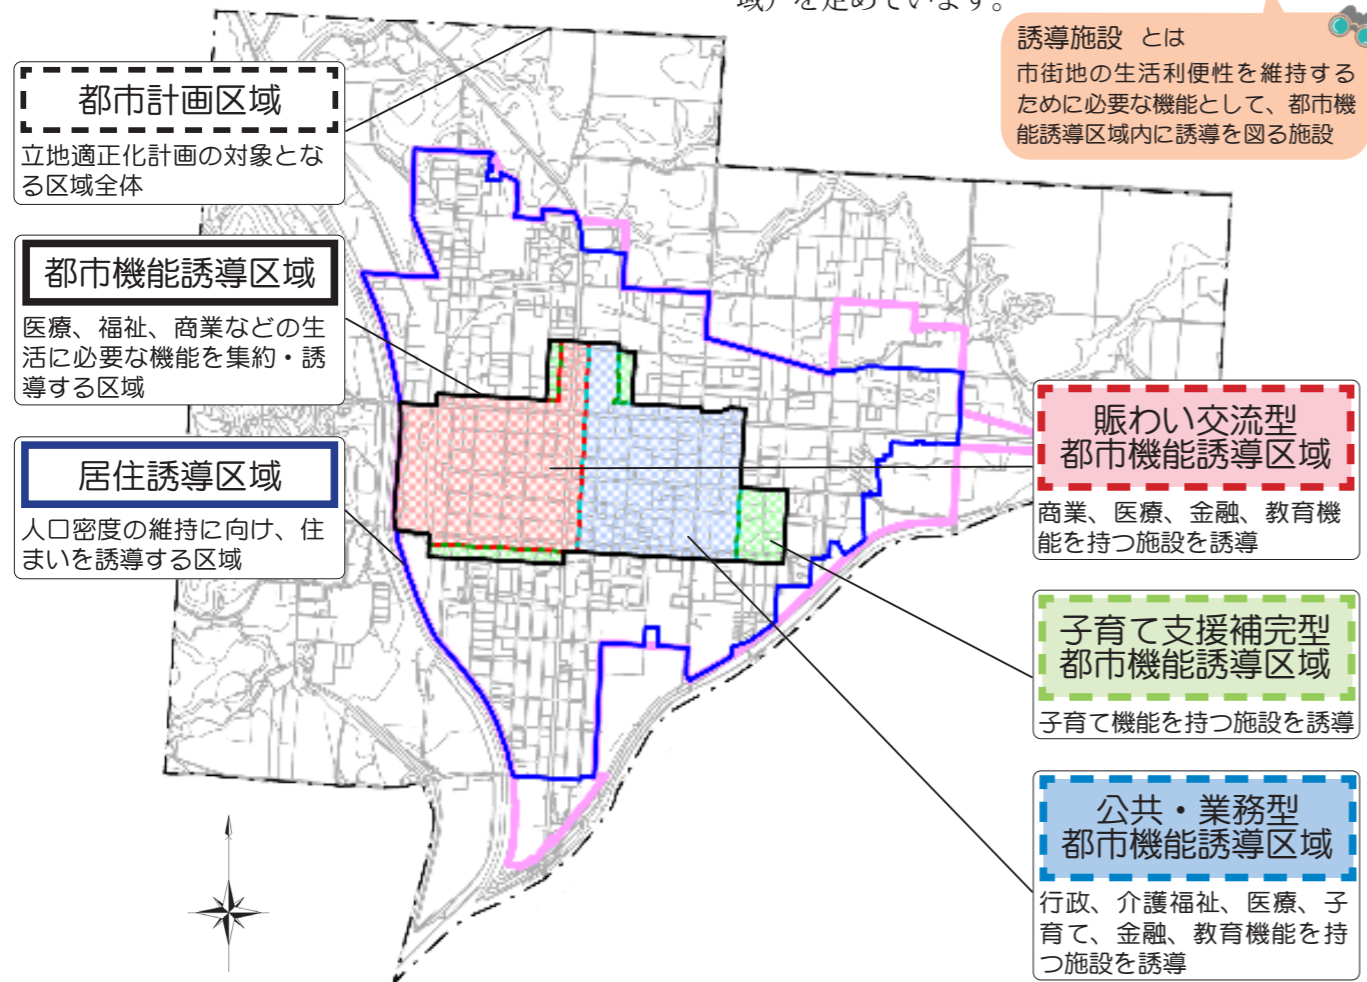 域）を定めています。
誘導施設 とは
市街地の生活利便性を維持する
ために必要な機能として、都市機
能誘導区域内に誘導を図る施設
都市計画区域
立地適正化計画の対象とな
る区域全体
都市機能誘導区域
医療、福祉、商業などの生
活に必要な機能を集約・誘
導する区域
居住誘導区域
人口密度の維持に向け、住
まいを誘導する区域
賑わい交流型
都市機能誘導区域
商業、医療、金融、教育機
能を持つ施設を誘導
子育て支援補完型
都市機能誘導区域
子育て機能を持つ施設を誘導
公共・業務型
都市機能誘導区域
行政、介護福祉、医療、子
育て、金融、教育機能を持
つ施設を誘導